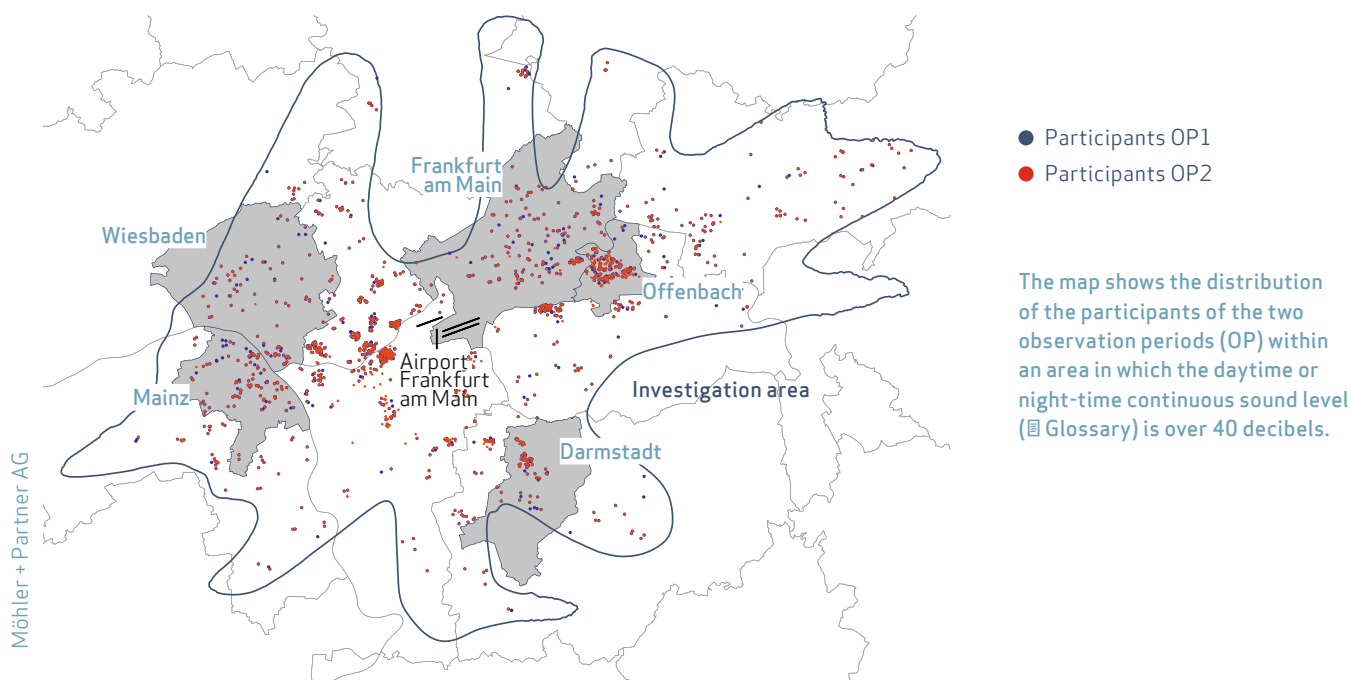 Frankfurt
am Main
Wiesbaden
Offenbach
Airport
Frankfurt
am Main
Investigation area
Mainz
Darmstadt
Möhler + Partner AG
Participants OP1
Participants OP2
The map shows the distribution
of the participants of the two
observation periods (OP) within
an area in which the daytime or
night-time continuous sound level
(Glossary) is over 40 decibels.